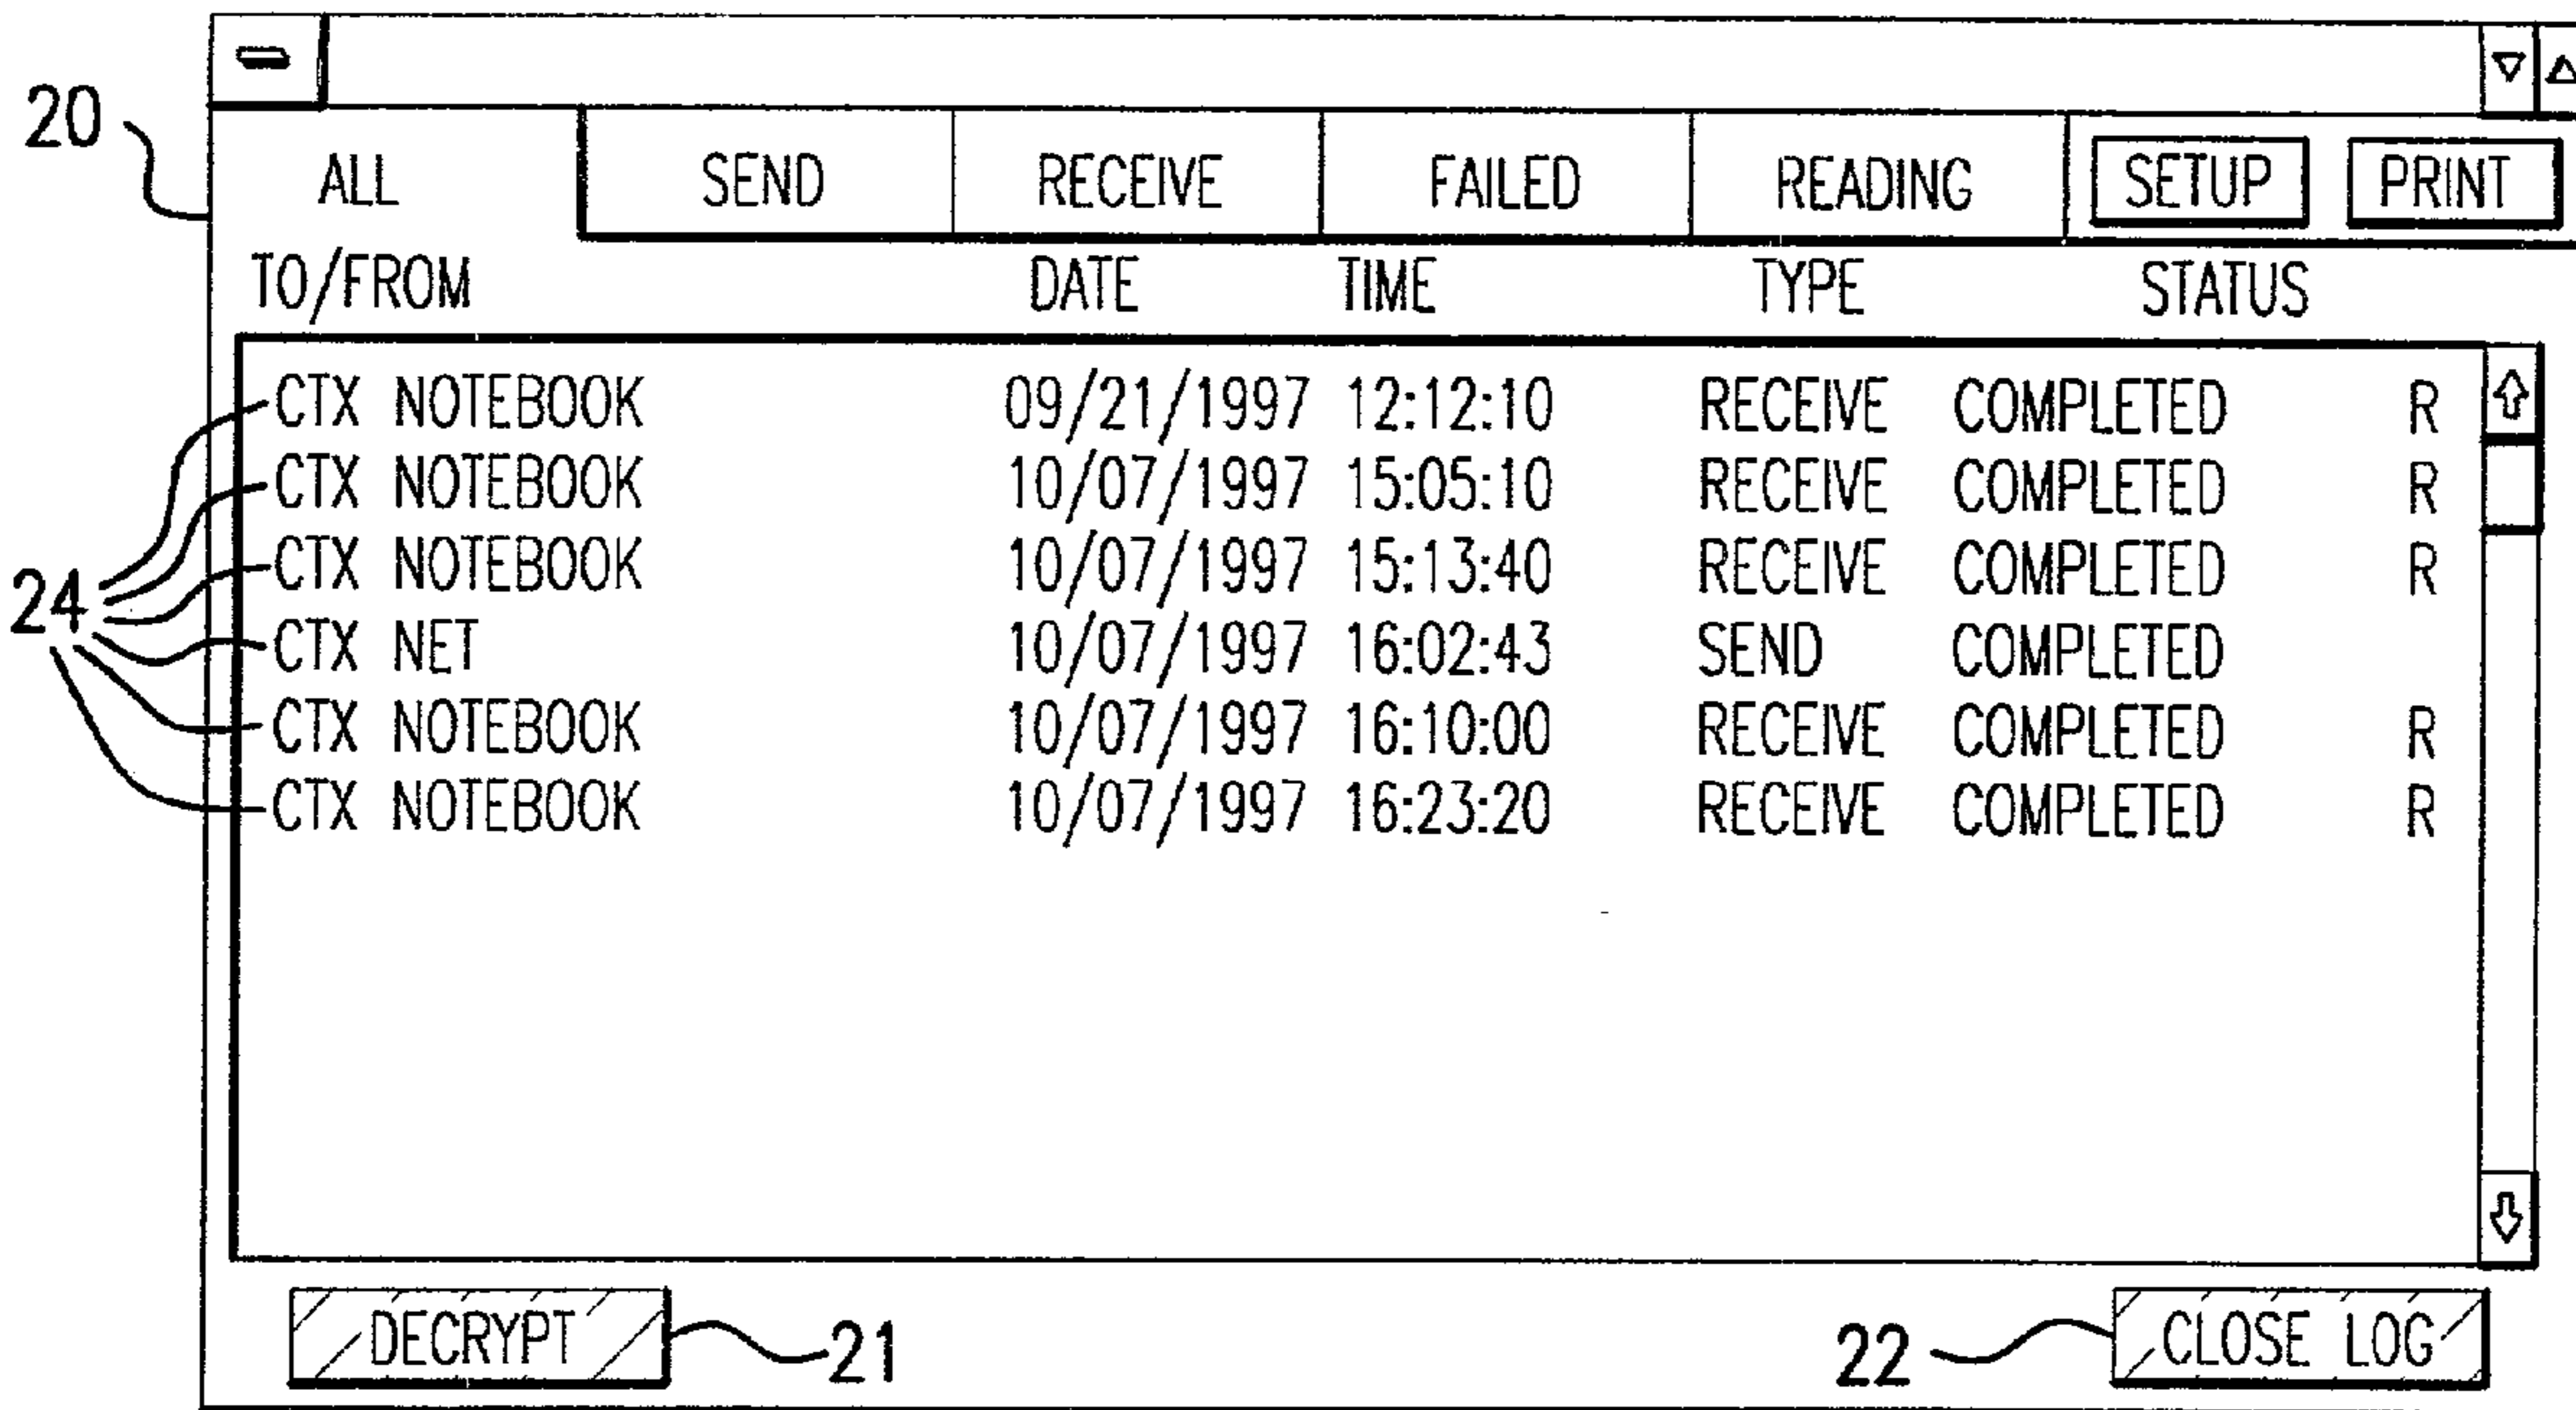 20
ALL SEND RECEIVE FAILED READING SETUP PRINT
TO/FROM DATE TIME TYPE STATUS
CTX NOTEBOOK 09/21/1997 12:12:10 RECEIVE COMPLETED R
CTX NOTEBOOK 10/07/1997 15:05:10 RECEIVE COMPLETED R
CTX NOTEBOOK 10/07/1997 15:13:40 RECEIVE COMPLETED R
24
CTX NET 10/07/1997 16:02:43 SEND COMPLETED
CTX NOTEBOOK 10/07/1997 16:10:00 RECEIVE COMPLETED R
CTX NOTEBOOK 10/07/1997 16:23:20 RECEIVE COMPLETED R
DECRYPT 21 22 CLOSE LOG